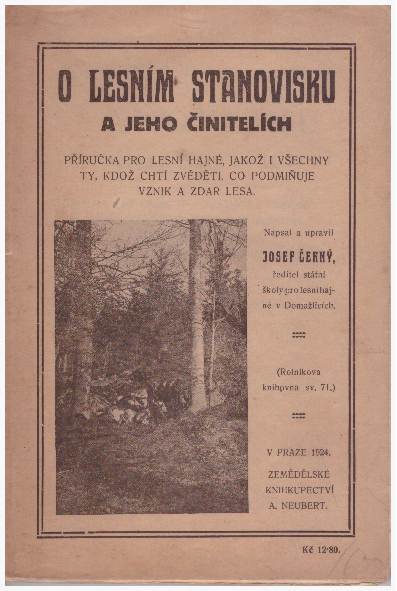 O LESNÍM STANOVISKU
A JEHO ČINITELÍCH
PŘÍRUČKA PRO LESNÍ HAJNÉ, JAKOŽ I VŠECHNY
TY, KDOŽ CHTÍ ZVĚDĚTI, CO PODMIŇUJE
VZNIK A ZDAR LESA.
Napsal a upravil
JOSEF ČERNÝ,
ředitel státní
školy pro lesní haj-
né v Domažlicích.
(Rolníkova
knihovna sv. 71.)
V PRAZE 1924.
ZEMĚDĚLSKÉ
KNIHKUPECTVÍ
A. NEUBERT.
Kč 12·80.